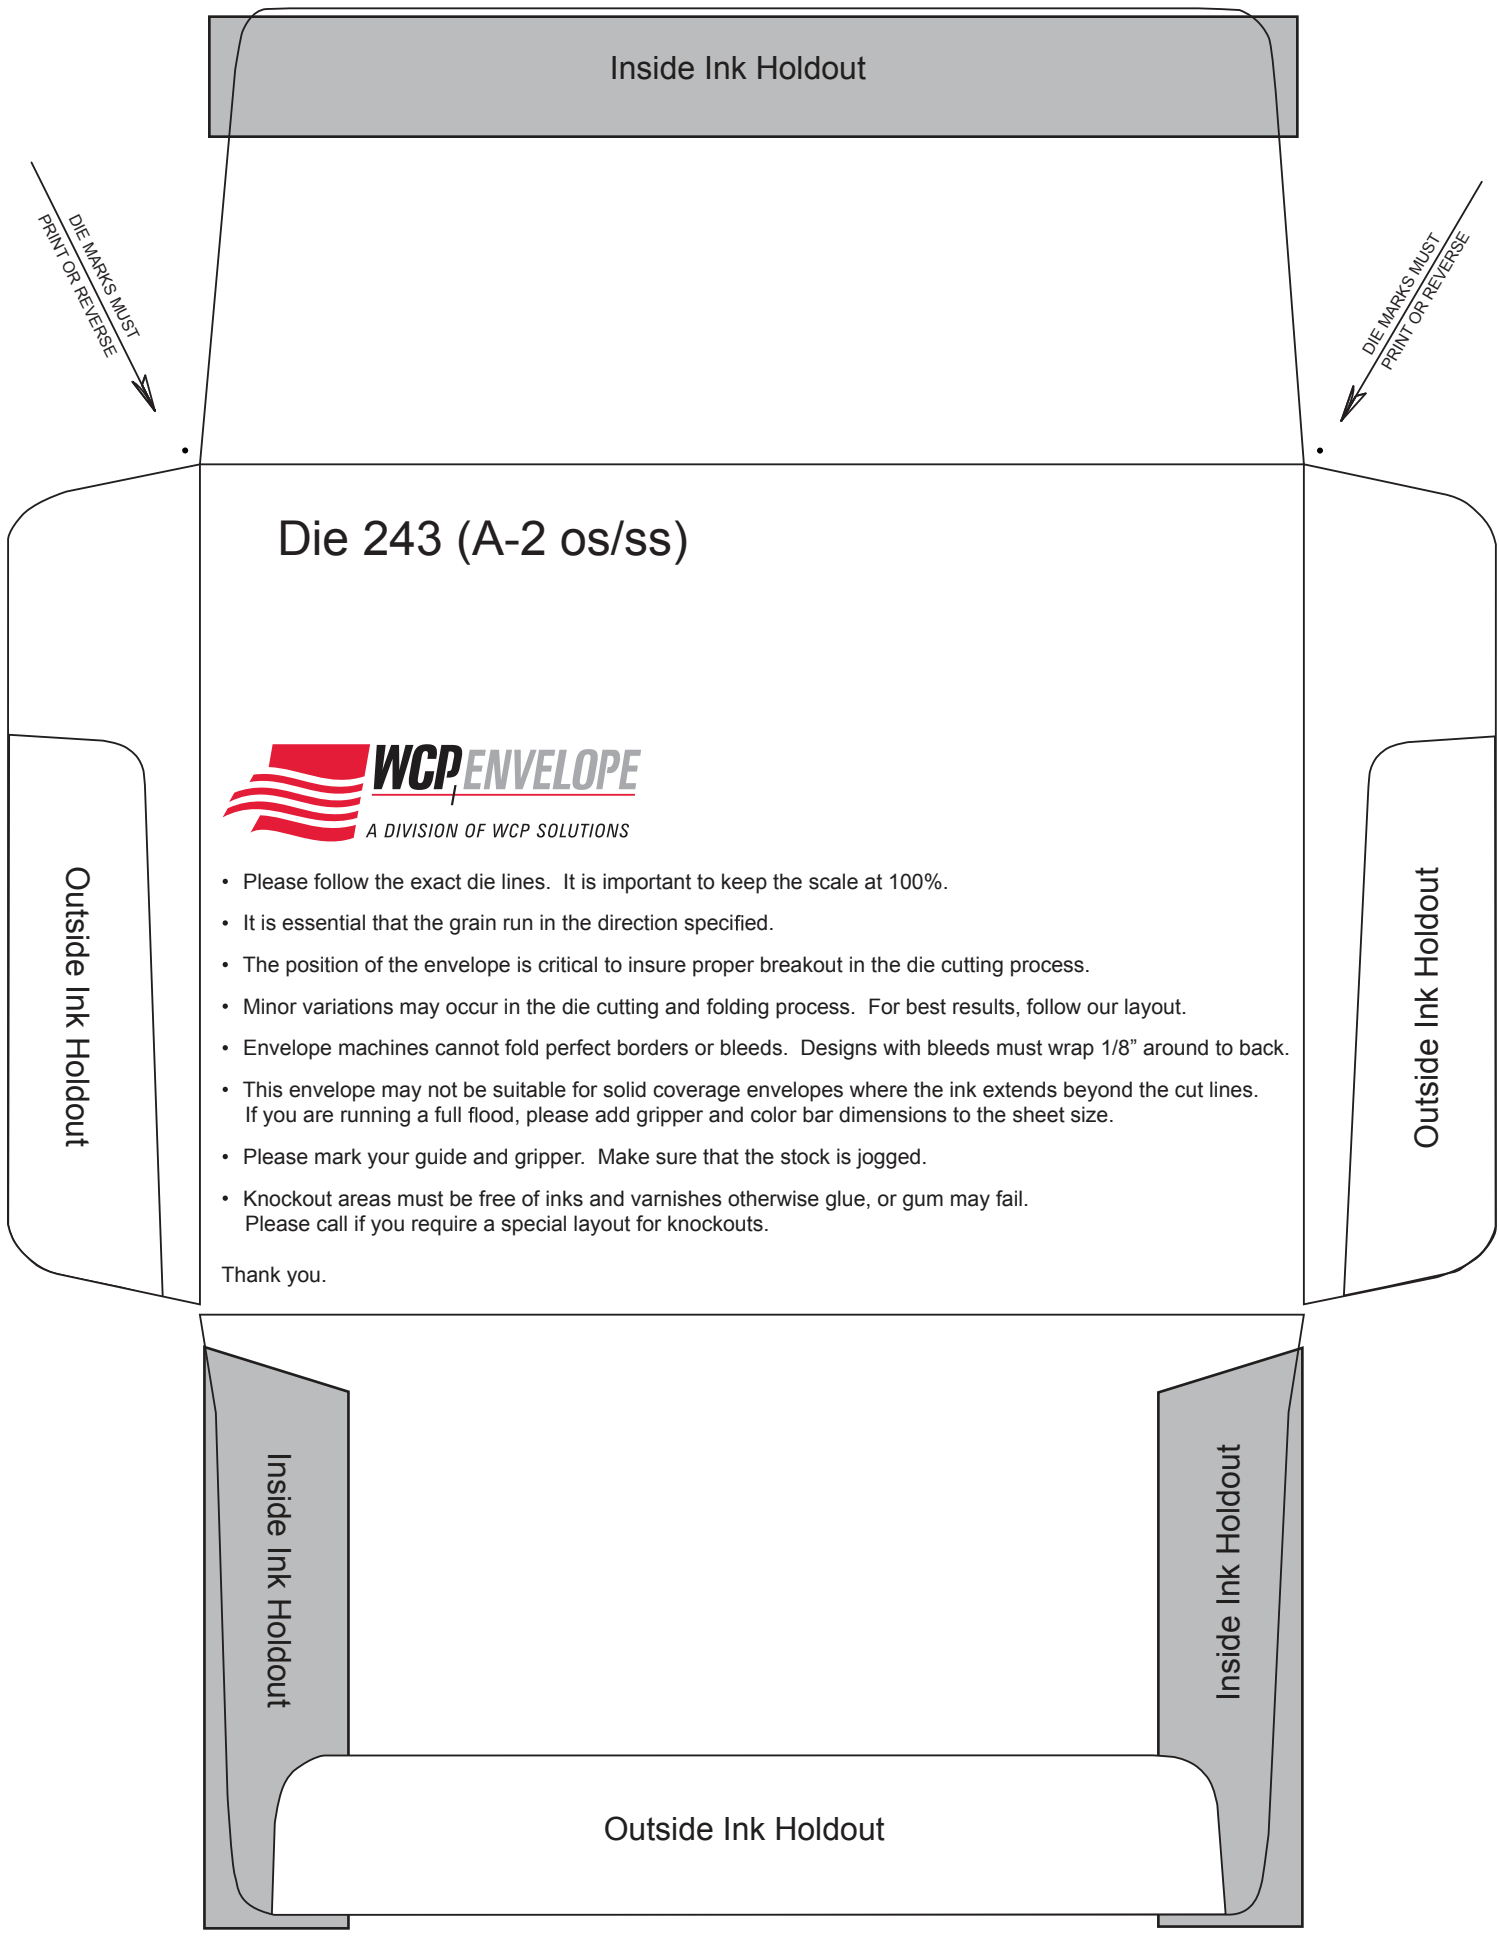 Inside Ink Holdout
DIE MARKS MUST
PRINT OR REVERSE
DIE MARKS MUST
PRINT OR REVERSE
Die 243 (A-2 os/ss)
WCP ENVELOPE
A DIVISION OF WCP SOLUTIONS
• Please follow the exact die lines.  It is important to keep the scale at 100%.
• It is essential that the grain run in the direction specified.
• The position of the envelope is critical to insure proper breakout in the die cutting process.
• Minor variations may occur in the die cutting and folding process.  For best results, follow our layout.
• Envelope machines cannot fold perfect borders or bleeds.  Designs with bleeds must wrap 1/8” around to back.
• This envelope may not be suitable for solid coverage envelopes where the ink extends beyond the cut lines.
If you are running a full flood, please add gripper and color bar dimensions to the sheet size.
• Please mark your guide and gripper.  Make sure that the stock is jogged.
• Knockout areas must be free of inks and varnishes otherwise glue, or gum may fail.
Please call if you require a special layout for knockouts.
Thank you.
Outside Ink Holdout
Outside Ink Holdout
Inside Ink Holdout
Inside Ink Holdout
Outside Ink Holdout